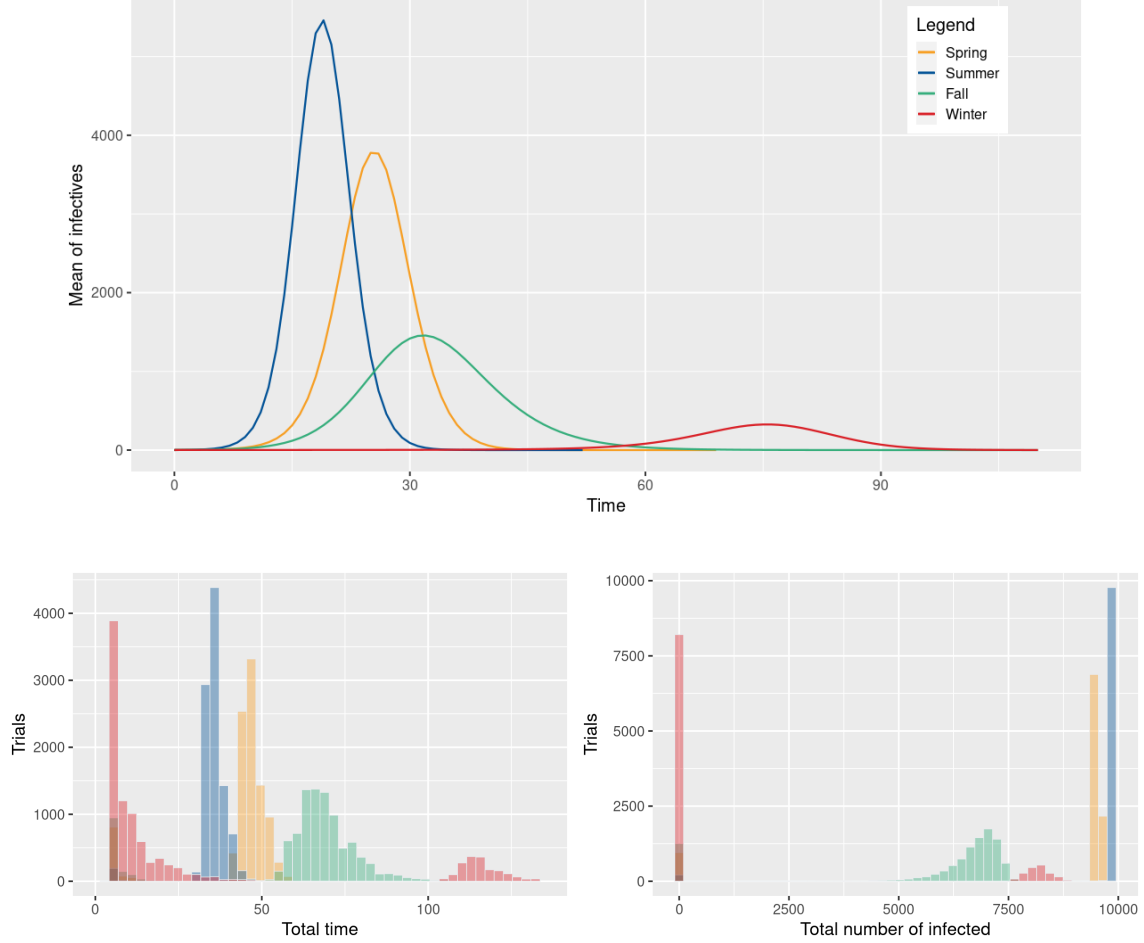 Legend
Spring
Summer
Fall
Winter
4000
2000
0
Mean of infectives
0 30 60 90
Time
4000
3000
2000
1000
0
Trials
0 50 100
Total time
10000
7500
5000
2500
0
Trials
0 2500 5000 7500 10000
Total number of infected